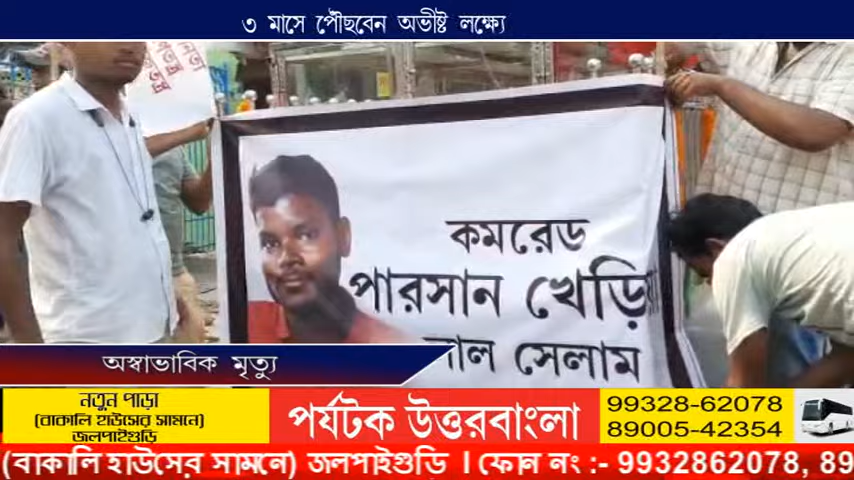 ৩ মাসে পৌঁছবেন অভীষ্ট লক্ষ্যে
কমরেড
পারসান খেড়িয়া
লাল সেলাম
অস্বাভাবিক মৃত্যু
নতুন পাড়া
(বাকালি হাউসের সামনে)
জলপাইগুড়ি
পর্যটক উত্তরবাংলা
99328-62078
89005-42354
(বাকালি হাউসের সামনে) জলপাইগুড়ি । ফোন নং :- 9932862078, 89